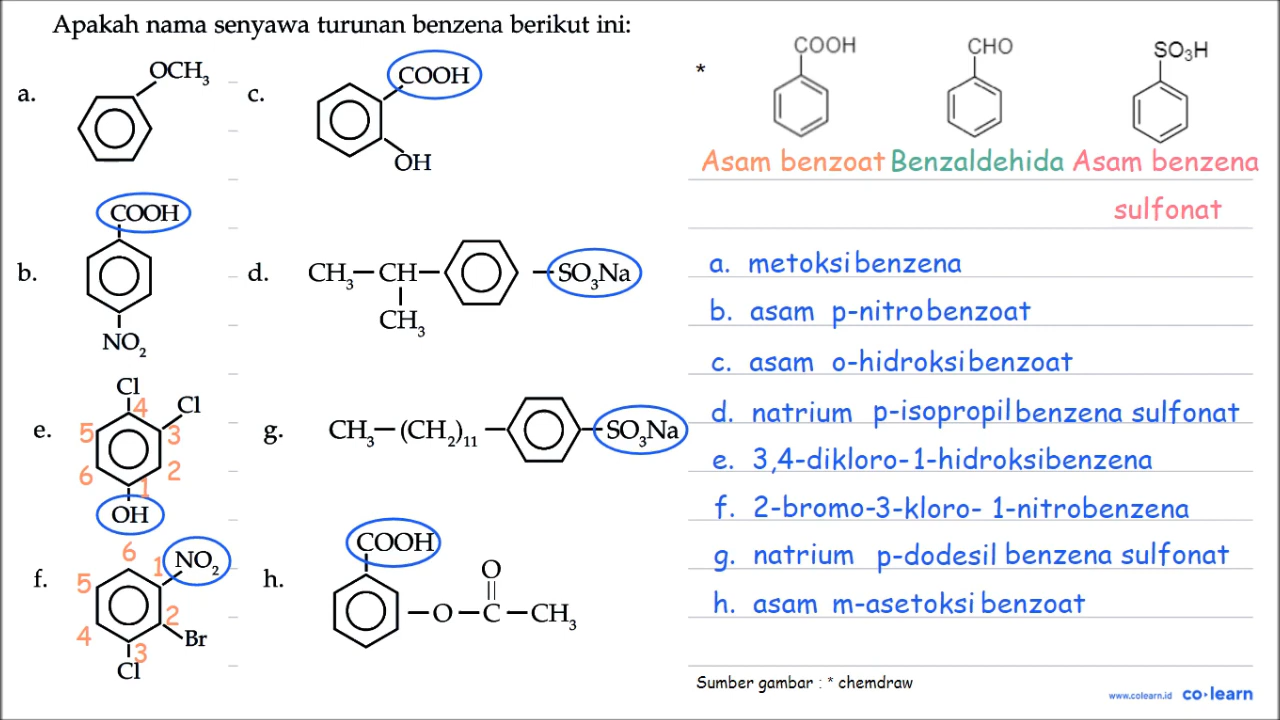 Apakah nama senyawa turunan benzena berikut ini:
a.
OCH3
c.
COOH
OH
b.
COOH
NO2
d.
CH3 — CH — SO3Na
CH3
e.
Cl
Cl
4
5
3
6
2
1
OH
g.
CH3 — (CH2)11 — SO3Na
f.
NO2
6
1
5
2
4
3
Br
Cl
h.
COOH
O
— O — C — CH3
*
COOH
CHO
SO3H
Asam benzoat
Benzaldehida
Asam benzena
sulfonat
a. metoksibenzena
b. asam p-nitrobenzoat
c. asam o-hidroksibenzoat
d. natrium p-isopropil benzena sulfonat
e. 3,4-dikloro-1-hidroksibenzena
f. 2-bromo-3-kloro- 1-nitrobenzena
g. natrium p-dodesil benzena sulfonat
h. asam m-asetoksi benzoat
Sumber gambar : * chemdraw
www.colearn.id
co·learn